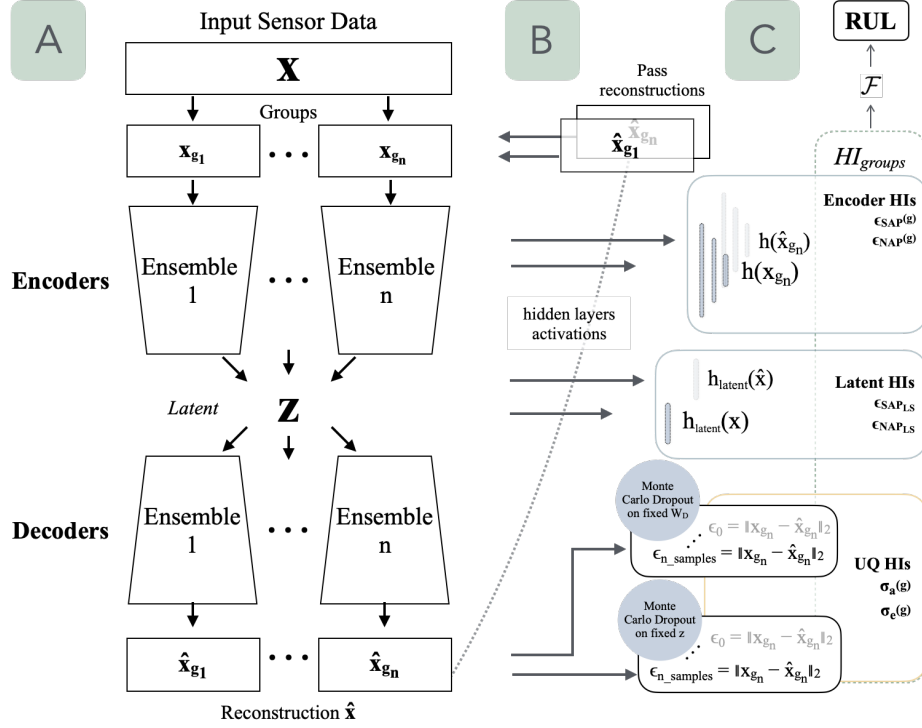 A
Input Sensor Data
X
Groups
x_g1 • • • x_gn
Encoders
Ensemble 1 • • • Ensemble n
Latent
z
Decoders
Ensemble 1 • • • Ensemble n
x̂_g1 • • • x̂_gn
Reconstruction x̂
B
Pass
reconstructions
x̂_gn
x̂_g1
hidden layers
activations
C
RUL
ℱ
HI_groups
Encoder HIs
ϵ_SAP^(g)
ϵ_NAP^(g)
h(x̂_gn)
h(x_gn)
Latent HIs
ϵ_SAP_LS
ϵ_NAP_LS
h_latent(x̂)
h_latent(x)
Monte
Carlo Dropout
on fixed W_D
ϵ_0 = ‖x_gn − x̂_gn‖_2
ϵ_n_samples = ‖x_gn − x̂_gn‖_2
UQ HIs
σ_a^(g)
σ_e^(g)
Monte
Carlo Dropout
on fixed z
ϵ_0 = ‖x_gn − x̂_gn‖_2
ϵ_n_samples = ‖x_gn − x̂_gn‖_2